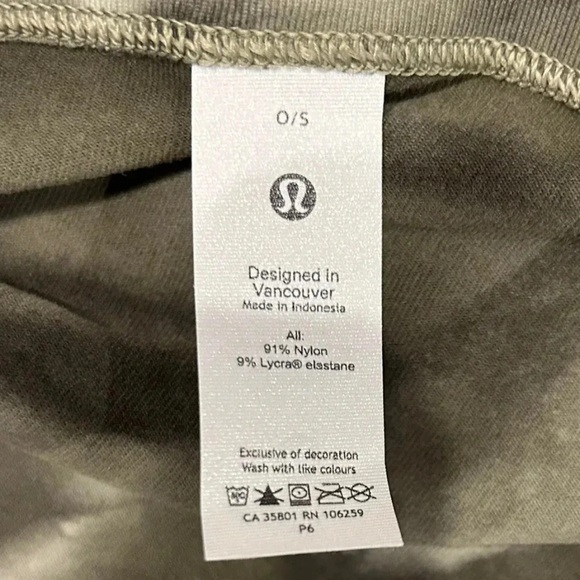 O/S
Designed in
Vancouver
Made in Indonesia
All:
91% Nylon
9% Lycra® elastane
Exclusive of decoration
Wash with like colours
CA 35801 RN 106259
P6